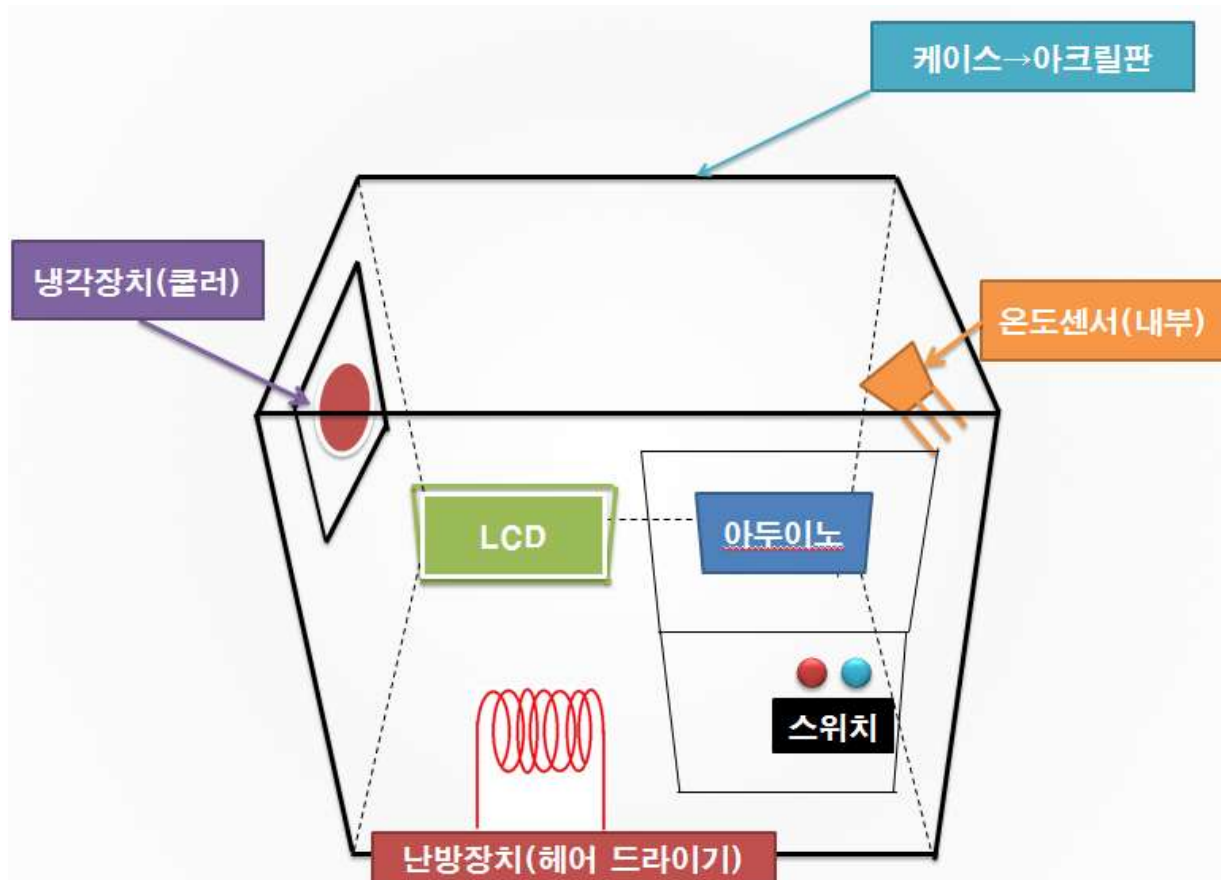 케이스→아크릴판
냉각장치(쿨러)
온도센서(내부)
LCD
아두이노
스위치
난방장치(헤어 드라이기)